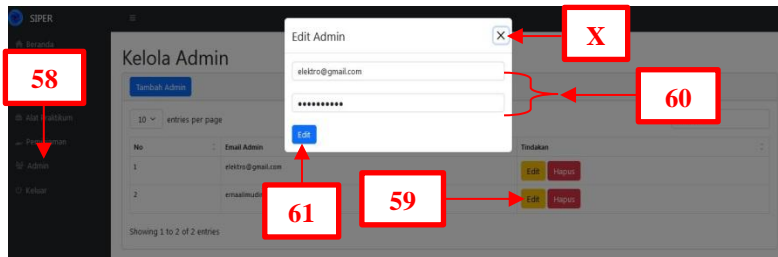 SIPER
Beranda
58
Alat Praktikum
Admin
Keluar
Kelola Admin
Tambah Admin
10 entries per page
No Email Admin Tindakan
1 elektro@gmail.com Edit Hapus
2 Edit Hapus
Showing 1 to 2 of 2 entries
Edit Admin
X
elektro@gmail.com
••••••••••
60
Edit
61
59